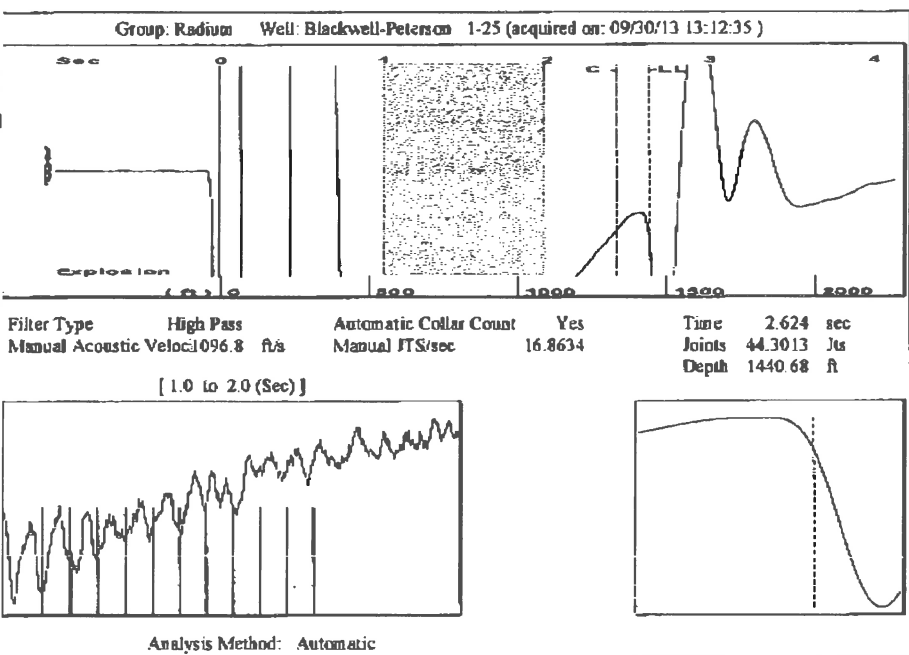 Group: Radium Well: Blackwell-Peterson 1-25 (acquired on: 09/30/13 13:12:35 )
Sec 0 1 2 3 4
LL
Explosion
(ft) 0 500 1000 1500 2000
Filter Type High Pass Automatic Collar Count Yes Time 2.624 sec
Manual Acoustic Veloci1096.8 ft/s Manual JTS/sec 16.8634 Joints 44.3013 Jts
Depth 1440.68 ft
[ 1.0 to 2.0 (Sec) ]
Analysis Method: Automatic